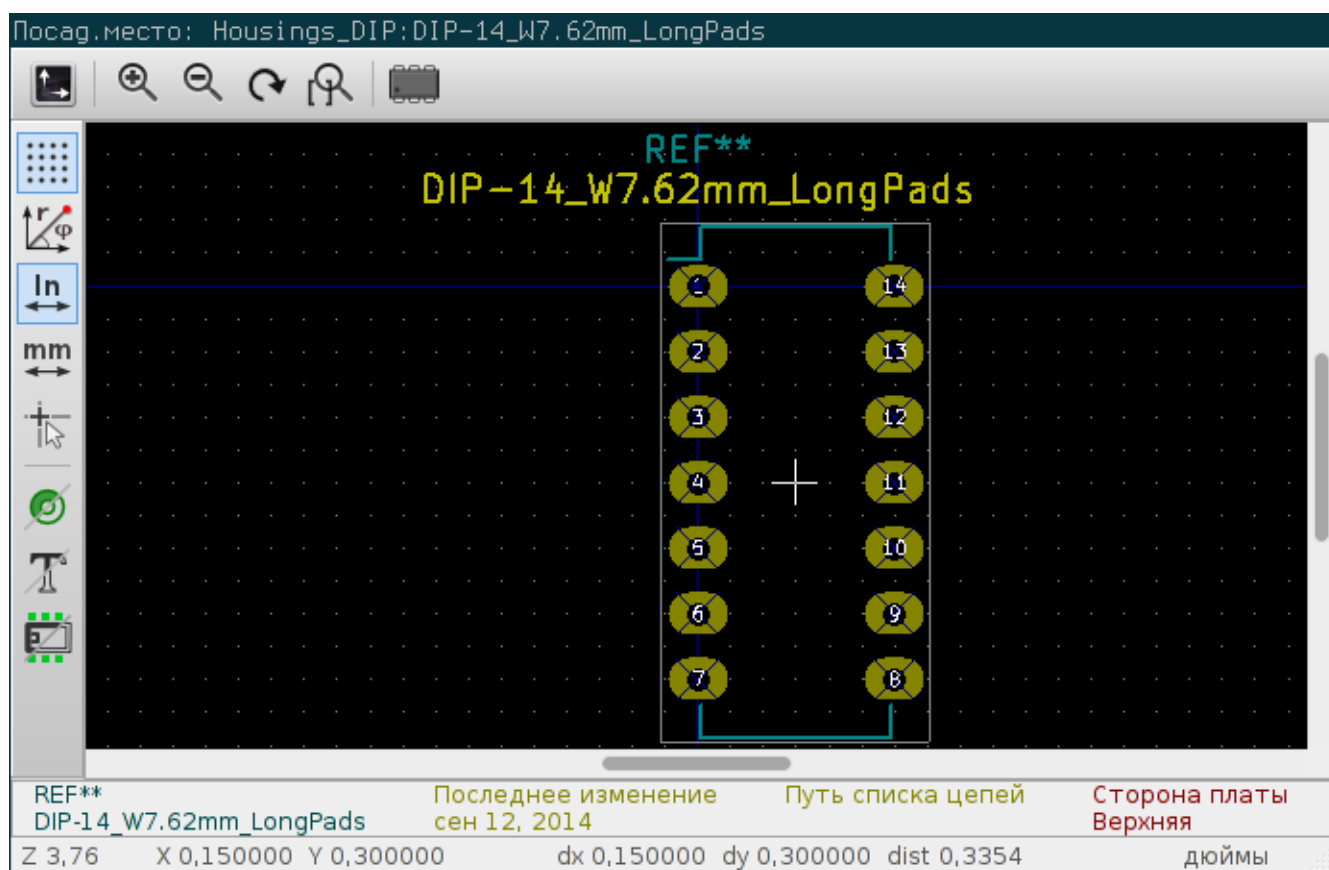 Посад.место: Housings_DIP:DIP-14_W7.62mm_LongPads
REF**
DIP-14_W7.62mm_LongPads
r
φ
In
mm
1 14
2 13
3 12
4 11
5 10
6 9
7 8
REF** Последнее изменение Путь списка цепей Сторона платы
DIP-14_W7.62mm_LongPads сен 12, 2014 Верхняя
Z 3,76 X 0,150000 Y 0,300000 dx 0,150000 dy 0,300000 dist 0,3354 дюймы